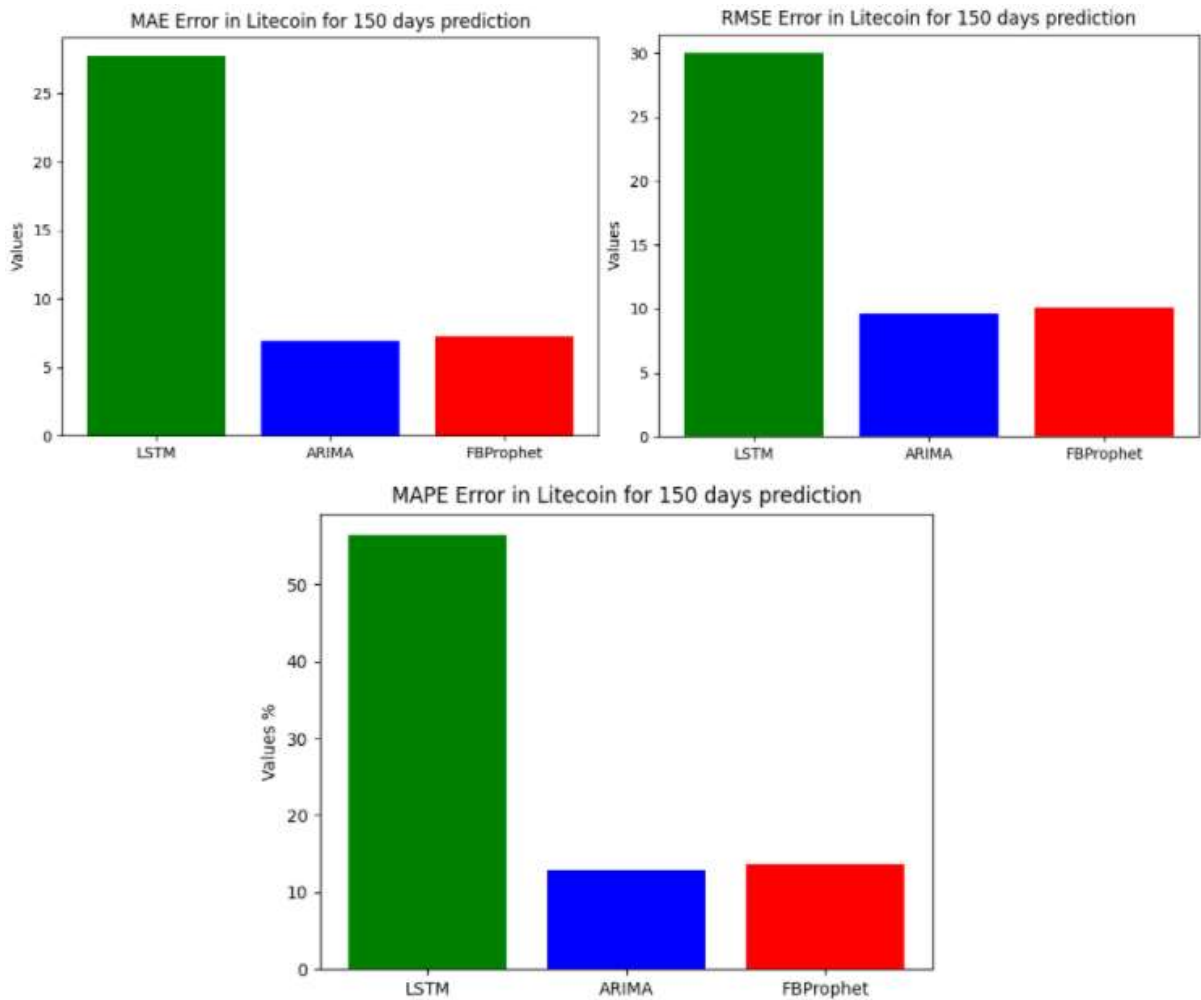 MAE Error in Litecoin for 150 days prediction
Values
25
20
15
10
5
0
LSTM ARIMA FBProphet
RMSE Error in Litecoin for 150 days prediction
Values
30
25
20
15
10
5
0
LSTM ARIMA FBProphet
MAPE Error in Litecoin for 150 days prediction
Values %
50
40
30
20
10
0
LSTM ARIMA FBProphet